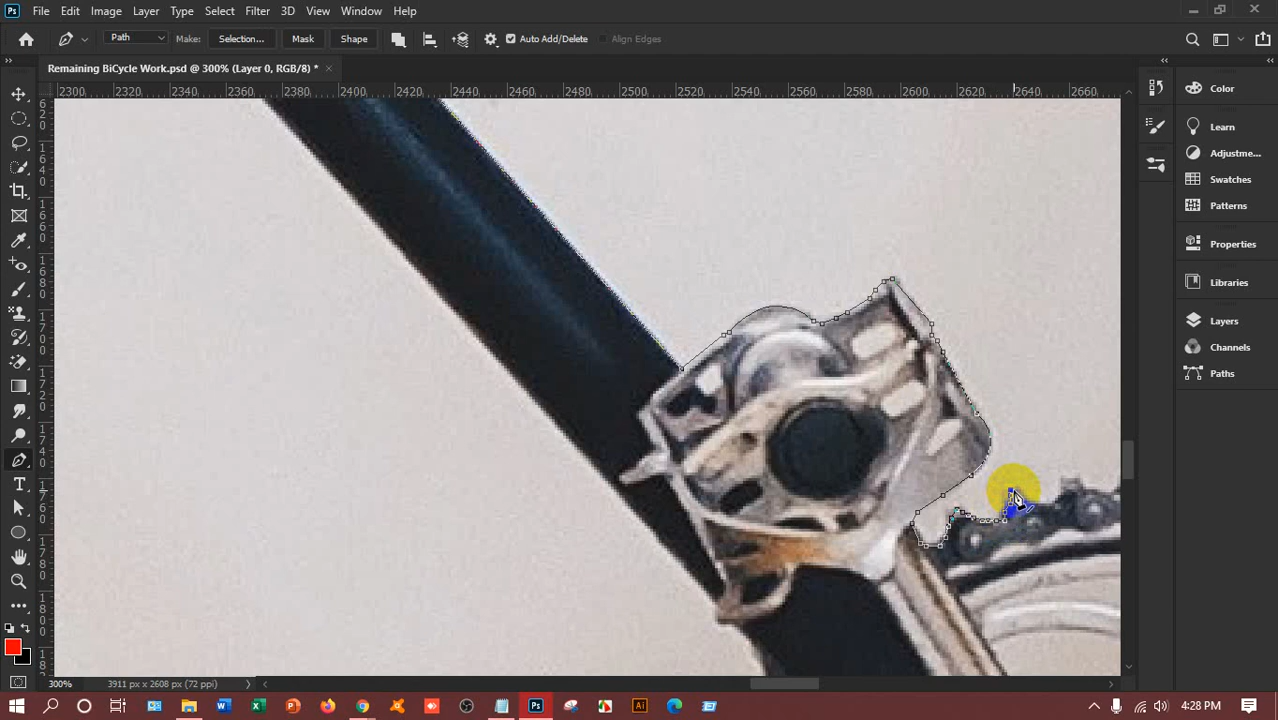 Ps File Edit Image Layer Type Select Filter 3D View Window Help
Path Make: Selection... Mask Shape Auto Add/Delete Align Edges
Remaining BiCycle Work.psd @ 300% (Layer 0, RGB/8) * ×
2300 2320 2340 2360 2380 2400 2420 2440 2460 2480 2500 2520 2540 2560 2580 2600 2620 2640 2660
Color
Learn
Adjustme...
Swatches
Patterns
Properties
Libraries
Layers
Channels
Paths
300% 3911 px x 2608 px (72 ppi)
4:28 PM